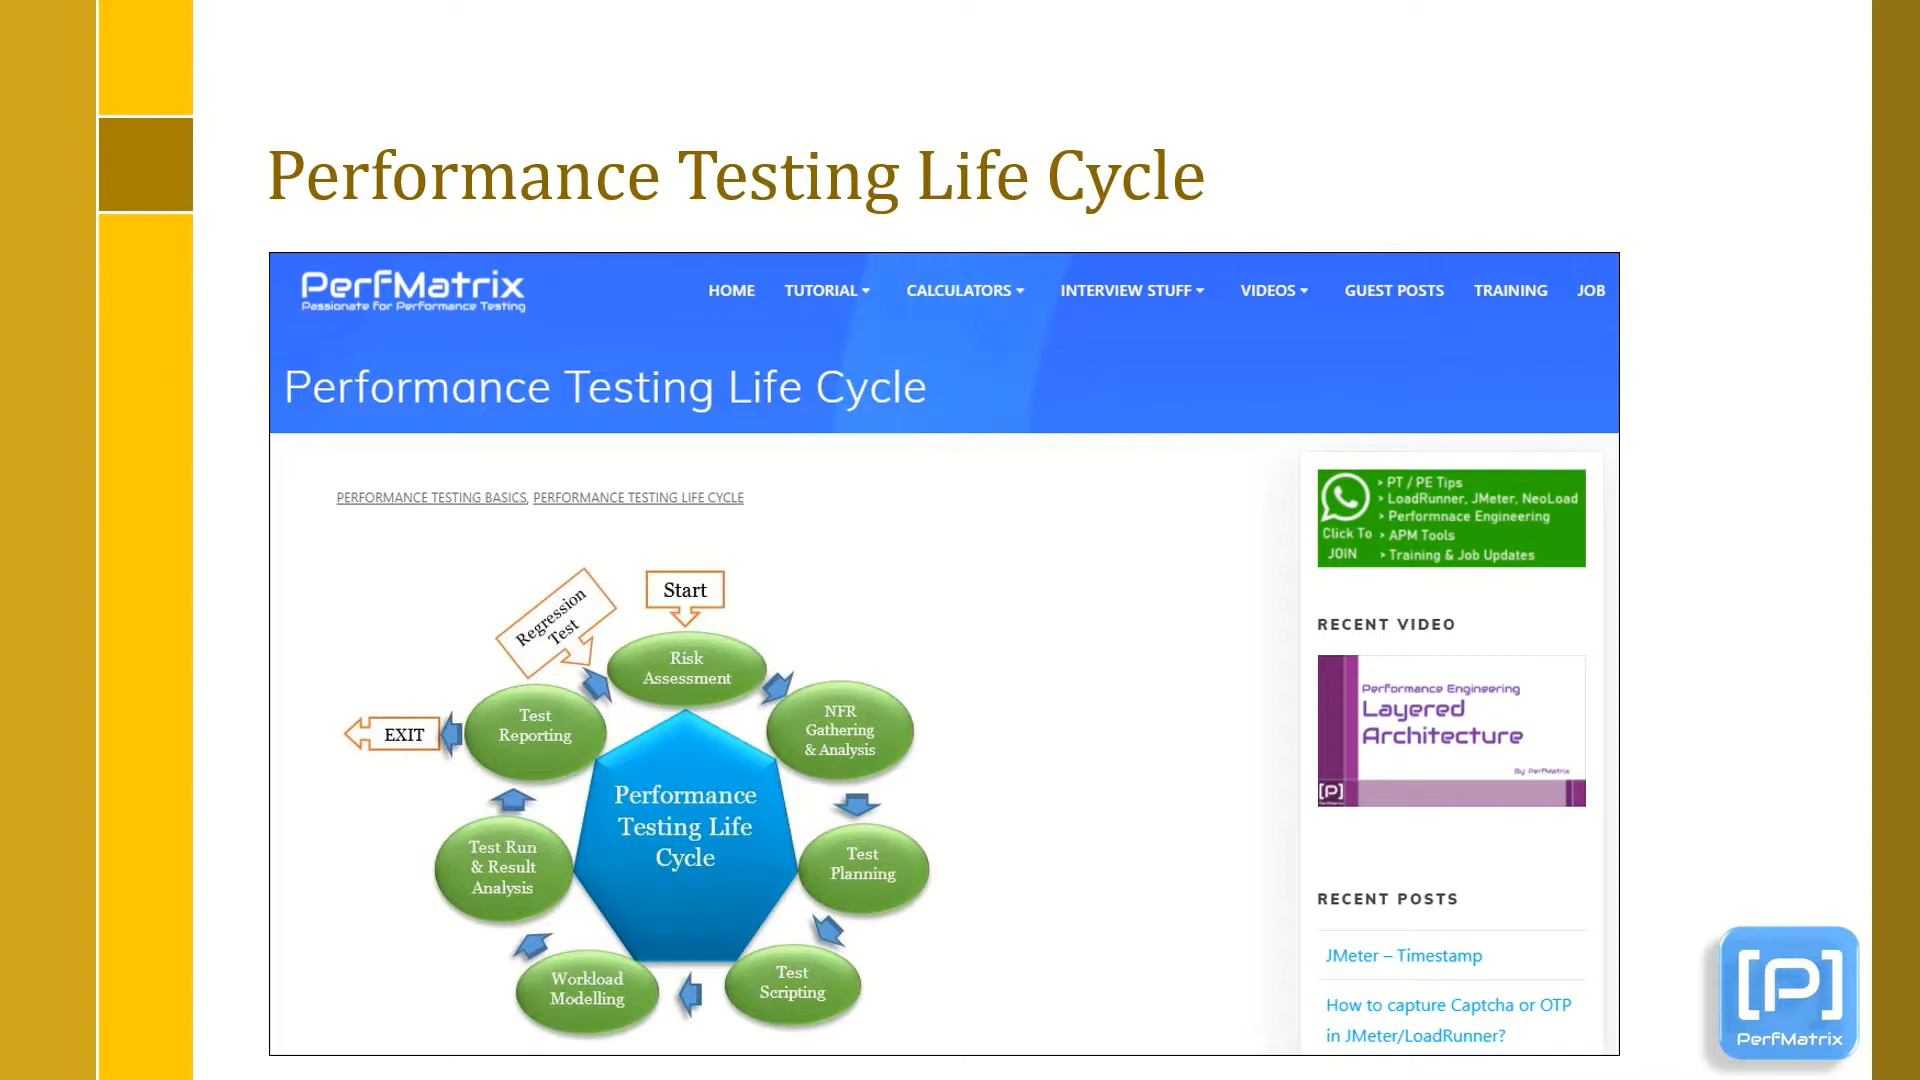 Performance Testing Life Cycle
PerfMatrix
Passionate For Performance Testing
HOME TUTORIAL CALCULATORS INTERVIEW STUFF VIDEOS GUEST POSTS TRAINING JOB
Performance Testing Life Cycle
PERFORMANCE TESTING BASICS, PERFORMANCE TESTING LIFE CYCLE
Start
Regression
Test
Risk
Assessment
NFR
Gathering
& Analysis
Test
Planning
Test
Scripting
Workload
Modelling
Test Run
& Result
Analysis
Test
Reporting
EXIT
Performance
Testing Life
Cycle
Click To
JOIN
> PT / PE Tips
> LoadRunner, JMeter, NeoLoad
> Performnace Engineering
> APM Tools
> Training & Job Updates
RECENT VIDEO
Performance Engineering
Layered
Architecture
By: PerfMatrix
[P]
RECENT POSTS
JMeter – Timestamp
How to capture Captcha or OTP
in JMeter/LoadRunner?
[P]
PerfMatrix